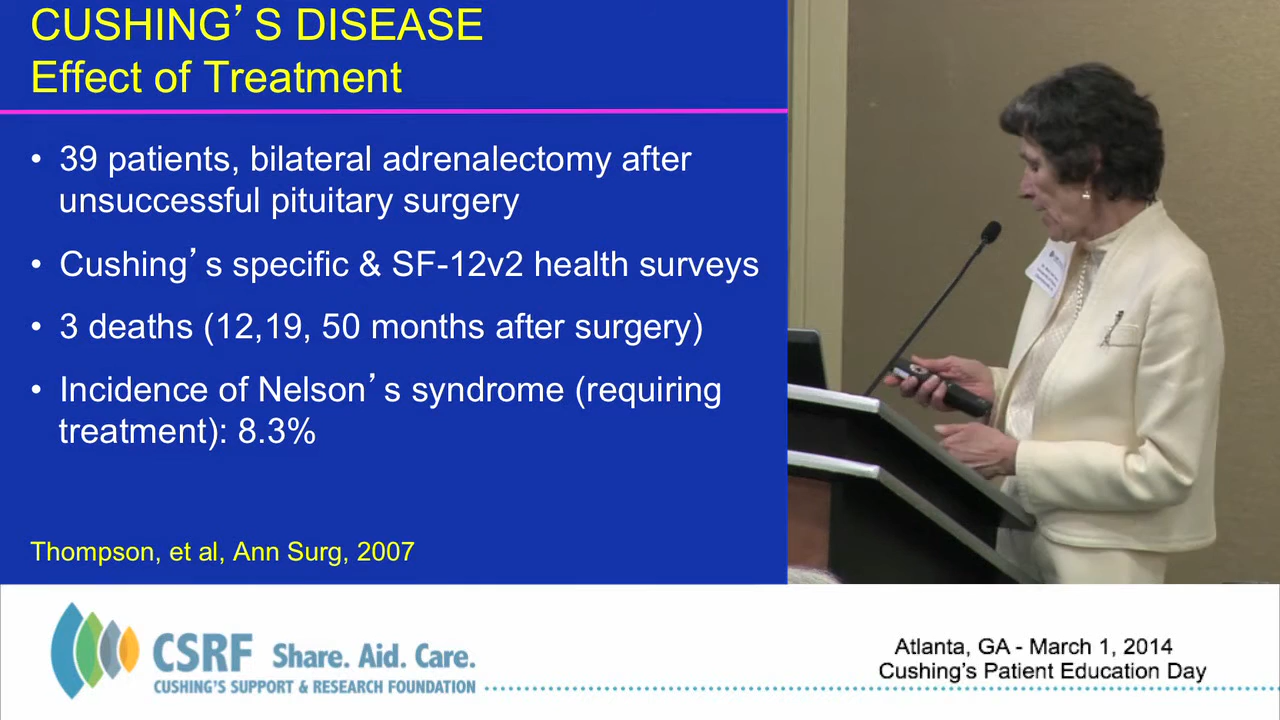 CUSHING’S DISEASE
Effect of Treatment
• 39 patients, bilateral adrenalectomy after
unsuccessful pituitary surgery
• Cushing’s specific & SF-12v2 health surveys
• 3 deaths (12,19, 50 months after surgery)
• Incidence of Nelson’s syndrome (requiring
treatment): 8.3%
Thompson, et al, Ann Surg, 2007
CSRF Share. Aid. Care.
CUSHING'S SUPPORT & RESEARCH FOUNDATION
Atlanta, GA - March 1, 2014
Cushing's Patient Education Day